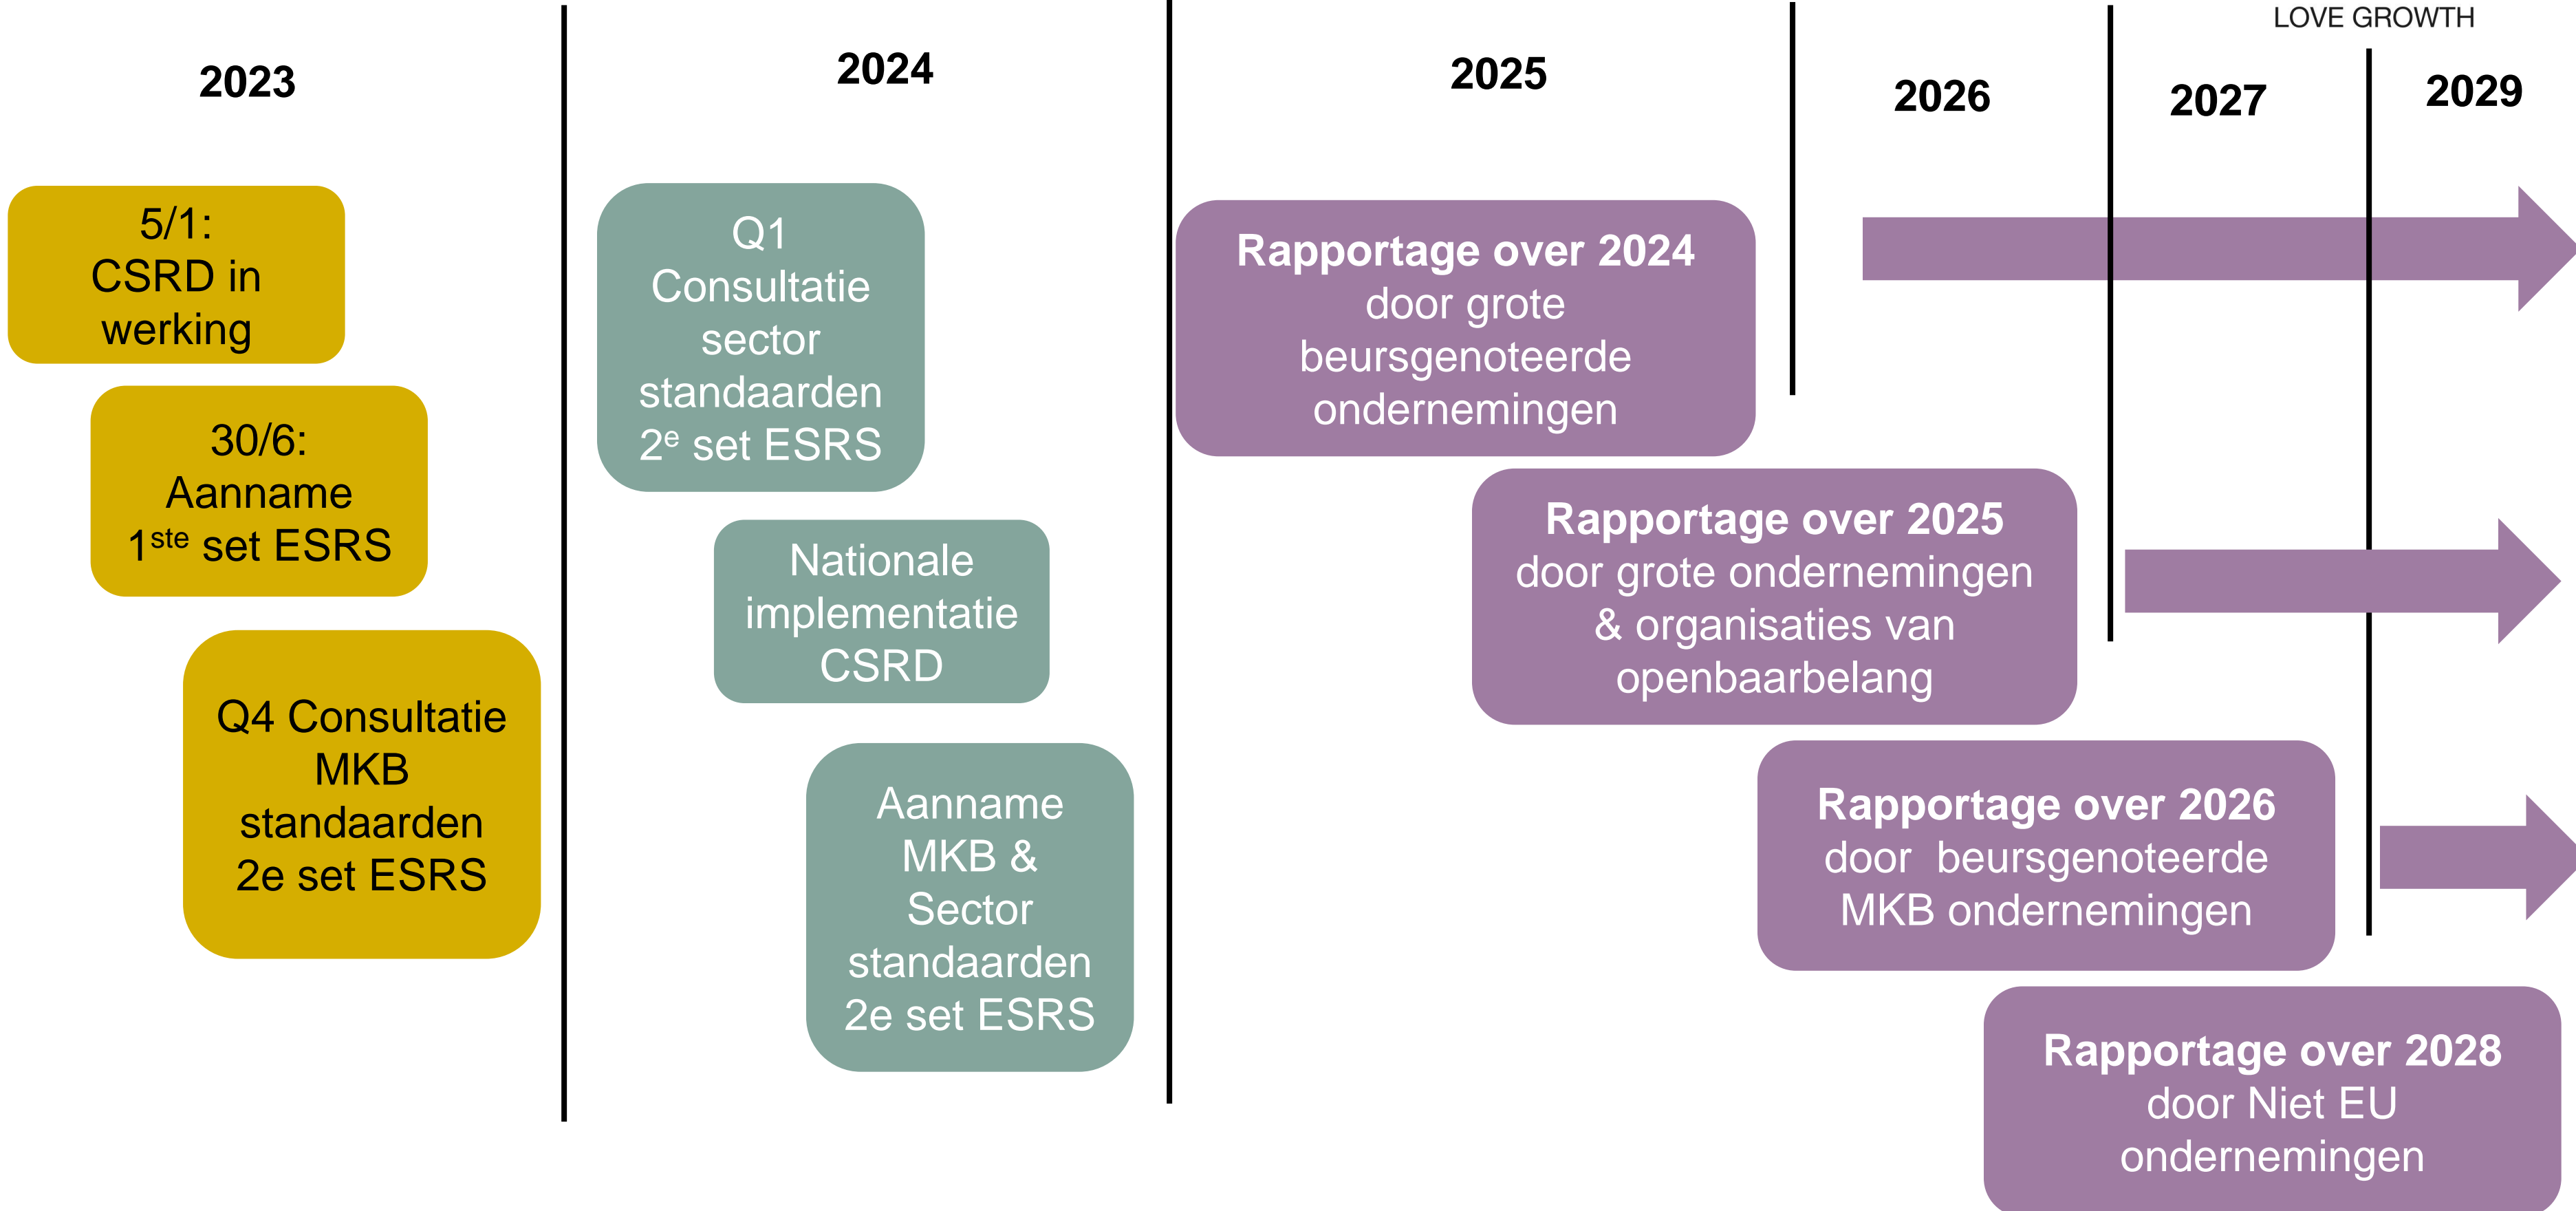 LOVE GROWTH
2023
2024
2025
2026
2027
2029
5/1:
CSRD in
werking
30/6:
Aanname
1ste set ESRS
Q4 Consultatie
MKB
standaarden
2e set ESRS
Q1
Consultatie
sector
standaarden
2e set ESRS
Nationale
implementatie
CSRD
Aanname
MKB &
Sector
standaarden
2e set ESRS
Rapportage over 2024
door grote
beursgenoteerde
ondernemingen
Rapportage over 2025
door grote ondernemingen
& organisaties van
openbaarbelang
Rapportage over 2026
door beursgenoteerde
MKB ondernemingen
Rapportage over 2028
door Niet EU
ondernemingen